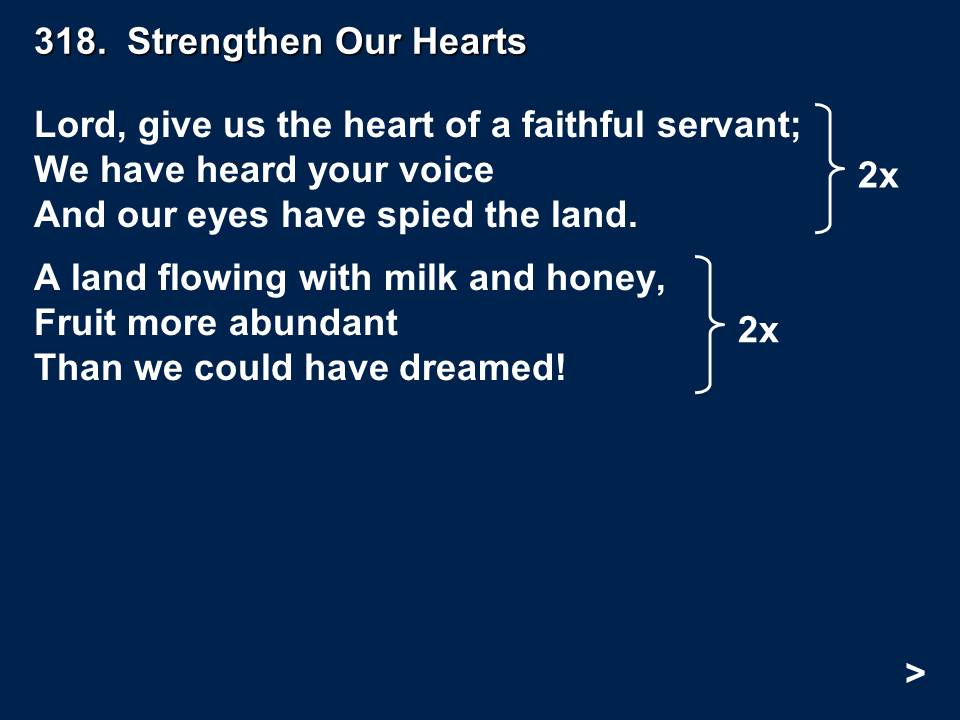 318.  Strengthen Our Hearts
Lord, give us the heart of a faithful servant;
We have heard your voice
And our eyes have spied the land.
2x
A land flowing with milk and honey,
Fruit more abundant
Than we could have dreamed!
2x
>